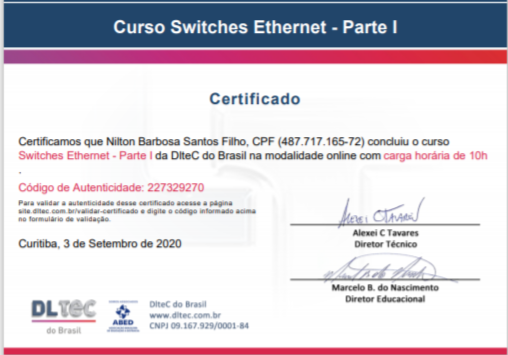 Curso Switches Ethernet - Parte I
Certificado
Certificamos que Nilton Barbosa Santos Filho, CPF (487.717.165-72) concluiu o curso
Switches Ethernet - Parte I da DlteC do Brasil na modalidade online com carga horária de 10h
.
Código de Autenticidade: 227329270
Para validar a autenticidade desse certificado acesse a página
site.dltec.com.br/validar-certificado e digite o código informado acima
no formulário de validação.
Curitiba, 3 de Setembro de 2020
Alexei C Tavares
Alexei C Tavares
Diretor Técnico
Marcelo B. do Nascimento
Diretor Educacional
DLTEC
do Brasil
ABED
DlteC do Brasil
www.dltec.com.br
CNPJ 09.167.929/0001-84